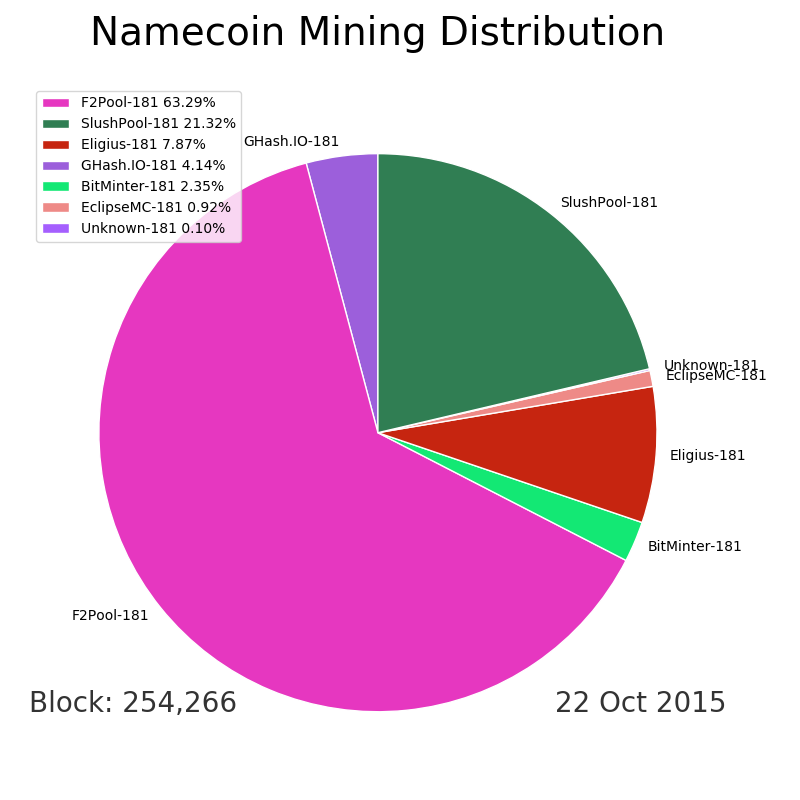 Namecoin Mining Distribution
F2Pool-181 63.29%
SlushPool-181 21.32%
Eligius-181 7.87%
GHash.IO-181 4.14%
BitMinter-181 2.35%
EclipseMC-181 0.92%
Unknown-181 0.10%
GHash.IO-181
SlushPool-181
Unknown-181
EclipseMC-181
Eligius-181
BitMinter-181
F2Pool-181
Block: 254,266
22 Oct 2015